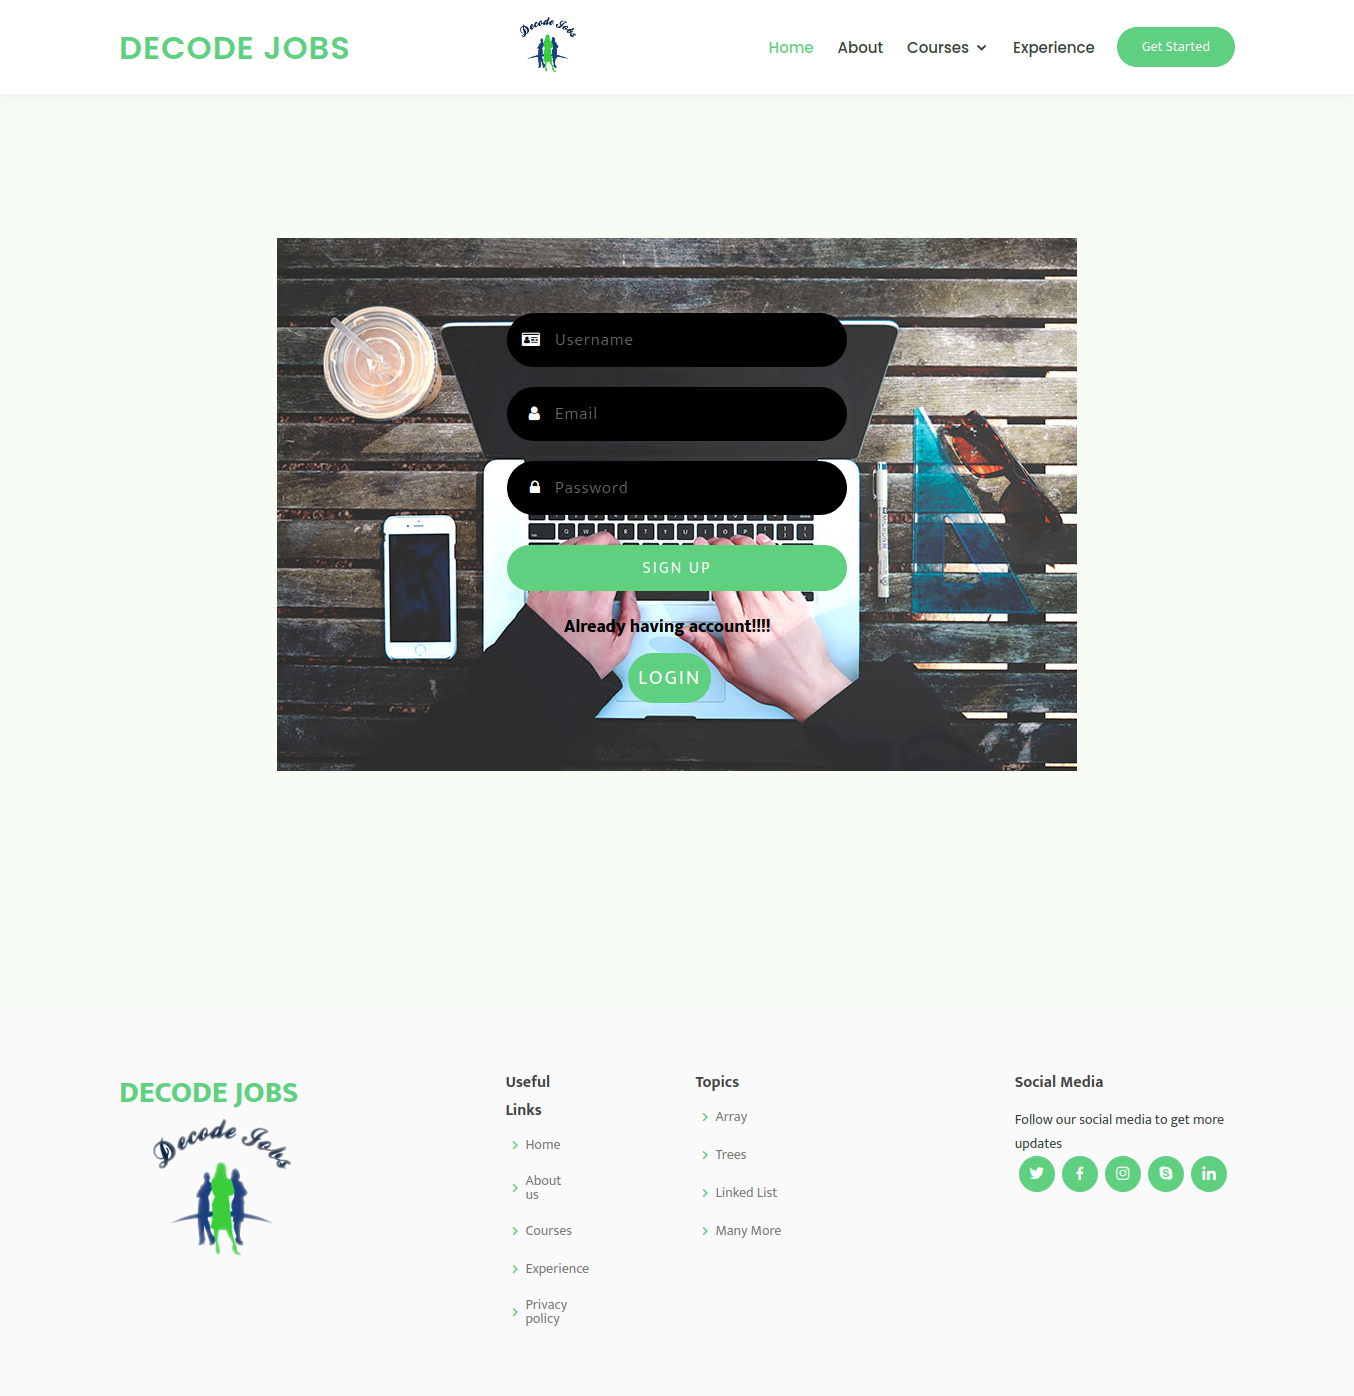 DECODE JOBS
Decode Jobs
Home
About
Courses
Experience
Get Started
Username
Email
Password
SIGN UP
Already having account!!!!
LOGIN
DECODE JOBS
Decode Jobs
Useful
Links
Home
About
us
Courses
Experience
Privacy
policy
Topics
Array
Trees
Linked List
Many More
Social Media
Follow our social media to get more
updates